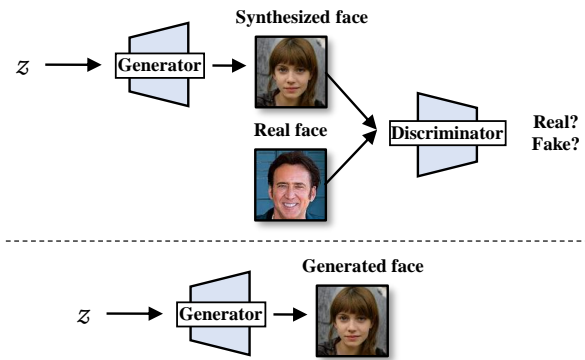 Synthesized face
z
Generator
Real face
Discriminator
Real?
Fake?
Generated face
z
Generator